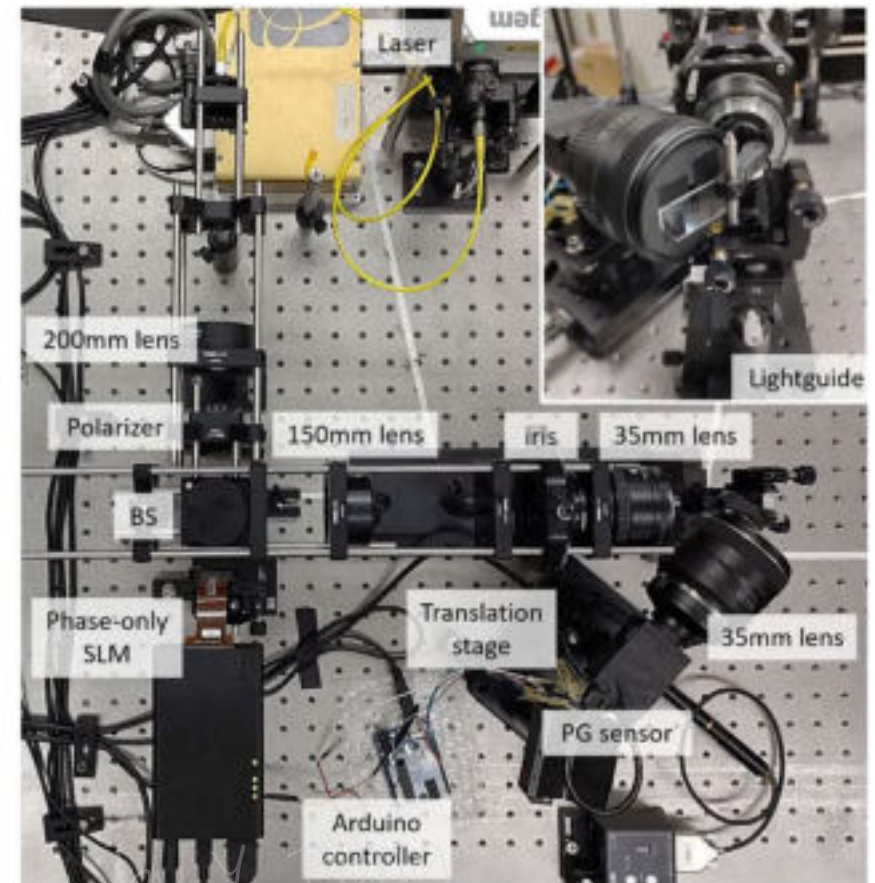 Laser
Lightguide
200mm lens
Polarizer
150mm lens
iris
35mm lens
BS
Phase-only
SLM
Translation
stage
35mm lens
PG sensor
Arduino
controller